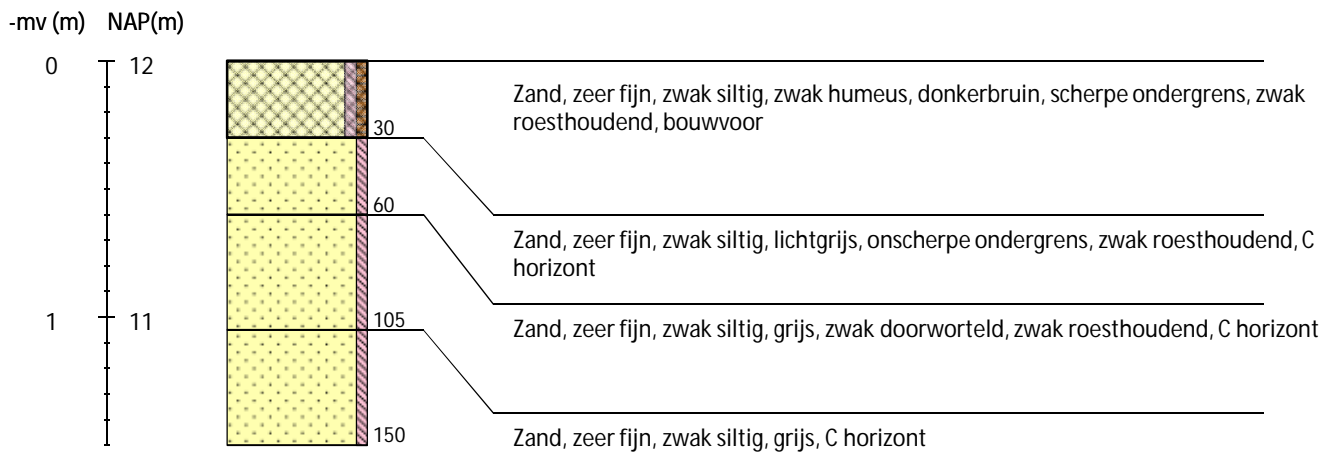 -mv (m) NAP(m)
0 12
Zand, zeer fijn, zwak siltig, zwak humeus, donkerbruin, scherpe ondergrens, zwak
roesthoudend, bouwvoor
30
60
Zand, zeer fijn, zwak siltig, lichtgrijs, onscherpe ondergrens, zwak roesthoudend, C
horizont
1 11
105
Zand, zeer fijn, zwak siltig, grijs, zwak doorworteld, zwak roesthoudend, C horizont
150
Zand, zeer fijn, zwak siltig, grijs, C horizont